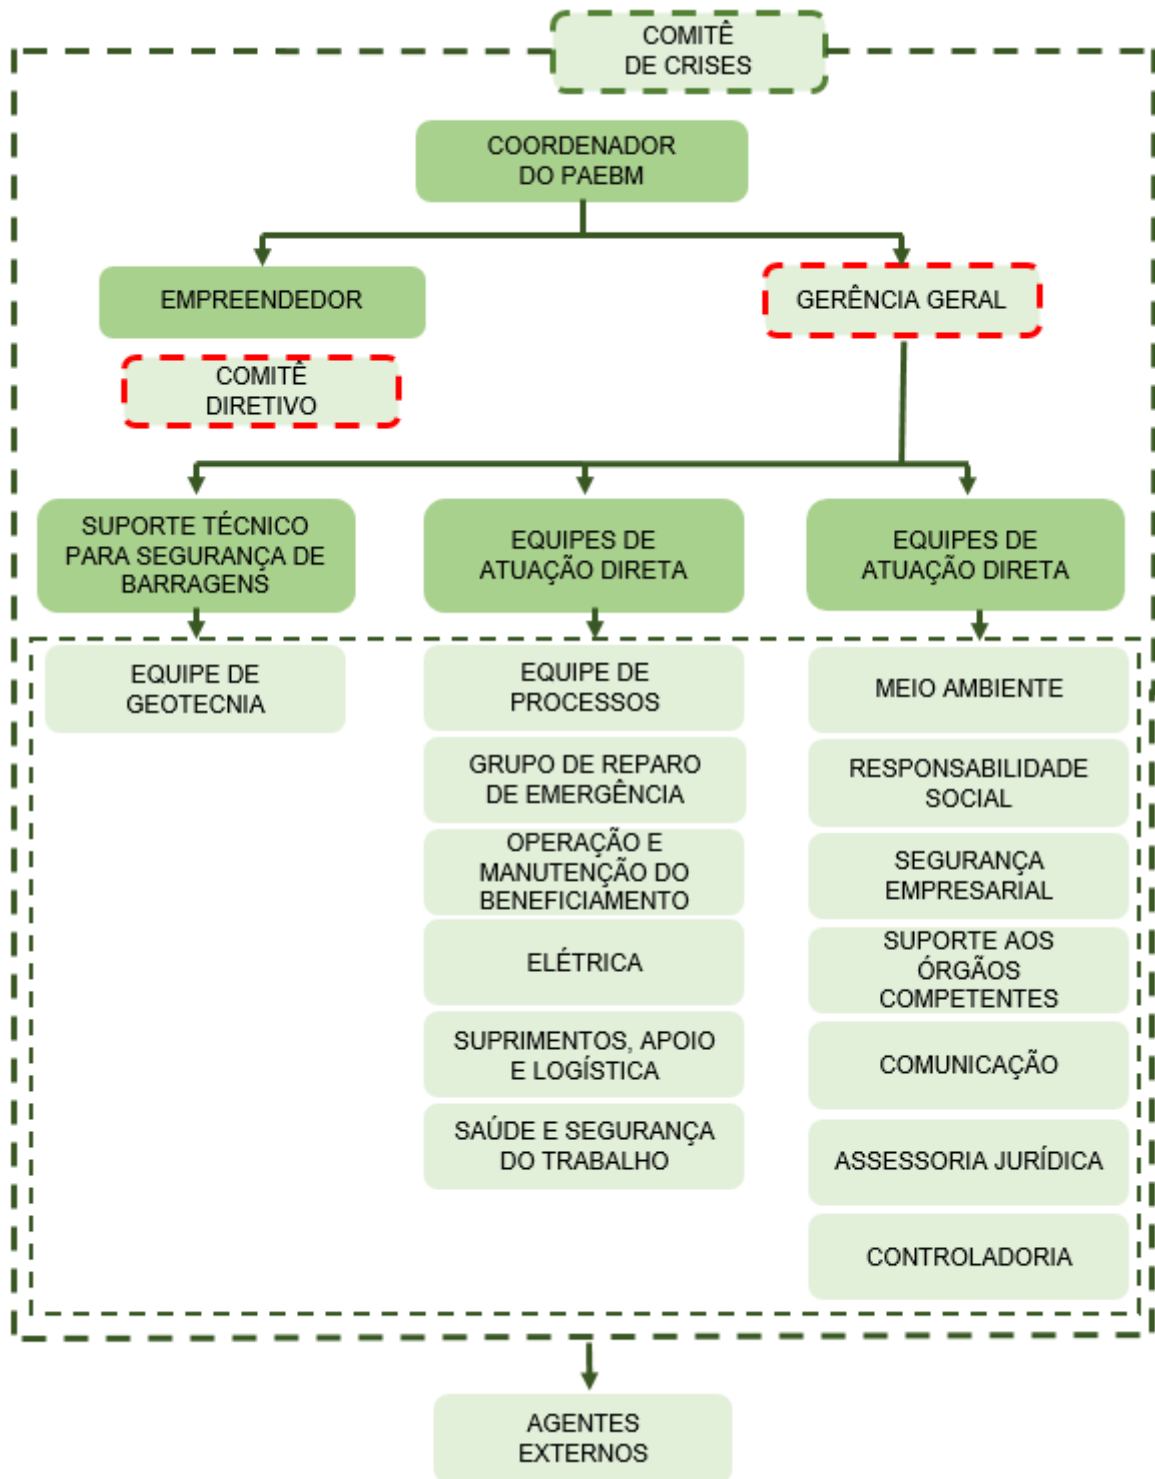 COMITÊ
DE CRISES
COORDENADOR
DO PAEBM
EMPREENDEDOR
GERÊNCIA GERAL
COMITÊ
DIRETIVO
SUPORTE TÉCNICO
PARA SEGURANÇA DE
BARRAGENS
EQUIPES DE
ATUAÇÃO DIRETA
EQUIPES DE
ATUAÇÃO DIRETA
EQUIPE DE
GEOTECNIA
EQUIPE DE
PROCESSOS
GRUPO DE REPARO
DE EMERGÊNCIA
OPERAÇÃO E
MANUTENÇÃO DO
BENEFICIAMENTO
ELÉTRICA
SUPRIMENTOS, APOIO
E LOGÍSTICA
SAÚDE E SEGURANÇA
DO TRABALHO
MEIO AMBIENTE
RESPONSABILIDADE
SOCIAL
SEGURANÇA
EMPRESARIAL
SUPORTE AOS
ÓRGÃOS
COMPETENTES
COMUNICAÇÃO
ASSESSORIA JURÍDICA
CONTROLADORIA
AGENTES
EXTERNOS